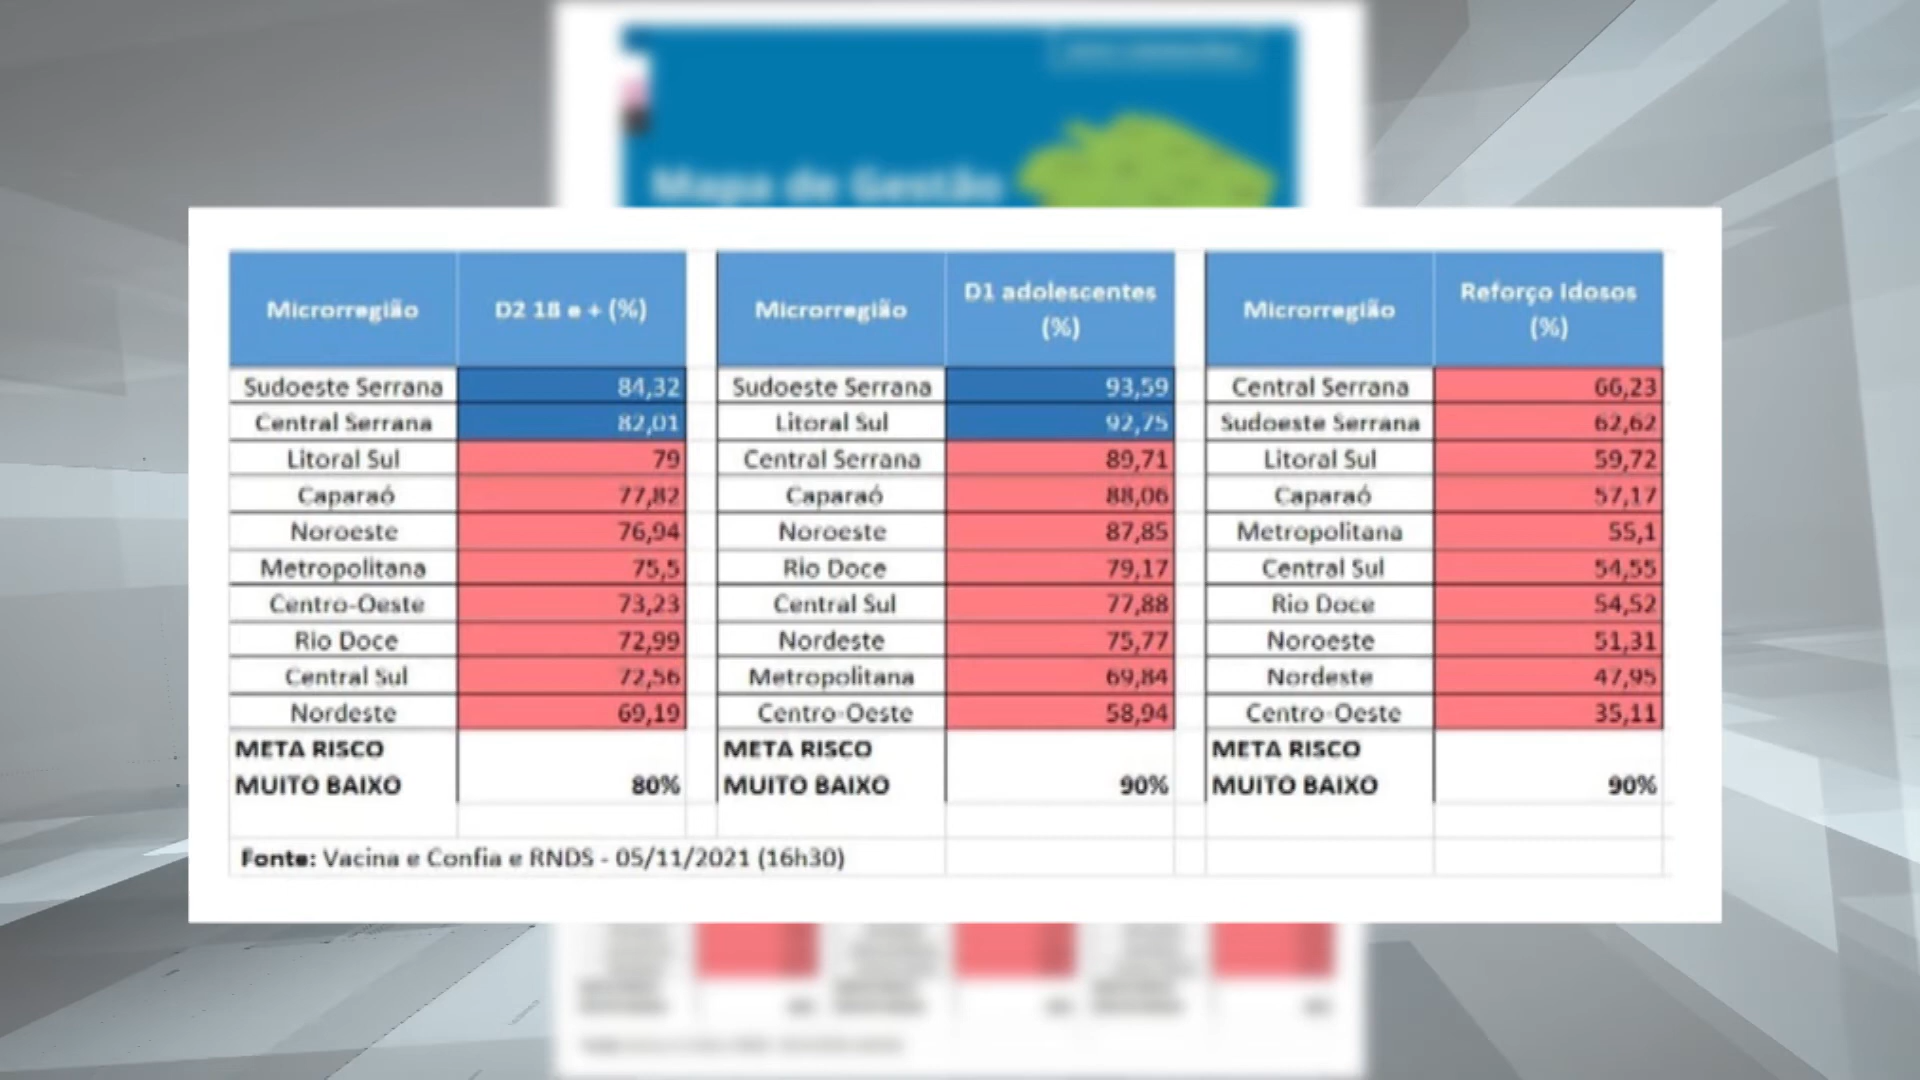 Mapa de Gestão
Microrregião D2 18 e + (%) Microrregião D1 adolescentes (%) Microrregião Reforço Idosos (%)
Sudoeste Serrana 84,32 Sudoeste Serrana 93,59 Central Serrana 66,23
Central Serrana 82,01 Litoral Sul 92,75 Sudoeste Serrana 62,62
Litoral Sul 79 Central Serrana 89,71 Litoral Sul 59,72
Caparaó 77,82 Caparaó 88,06 Caparaó 57,17
Noroeste 76,94 Noroeste 87,85 Metropolitana 55,1
Metropolitana 75,5 Rio Doce 79,17 Central Sul 54,55
Centro-Oeste 73,23 Central Sul 77,88 Rio Doce 54,52
Rio Doce 72,99 Nordeste 75,77 Noroeste 51,31
Central Sul 72,56 Metropolitana 69,84 Nordeste 47,95
Nordeste 69,19 Centro-Oeste 58,94 Centro-Oeste 35,11
META RISCO META RISCO META RISCO
MUITO BAIXO 80% MUITO BAIXO 90% MUITO BAIXO 90%
Fonte: Vacina e Confia e RNDS - 05/11/2021 (16h30)